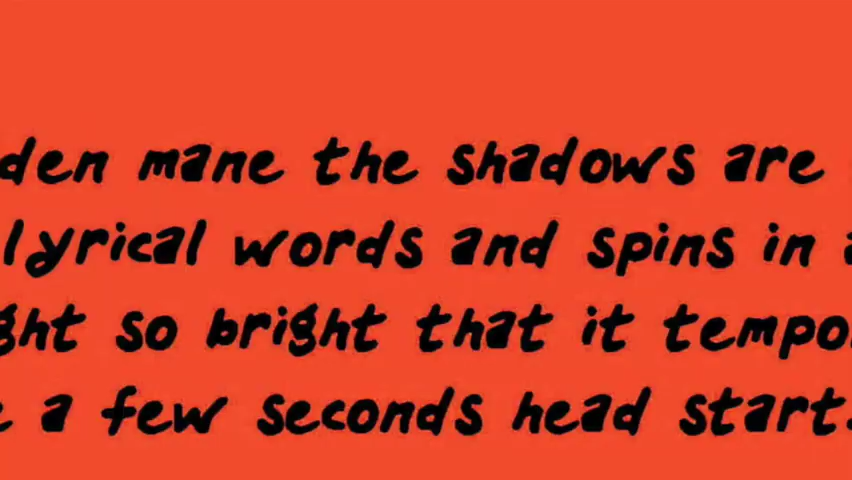 den mane the shadows are
lyrical words and spins in a
ght so bright that it tempo
e a few seconds head start.